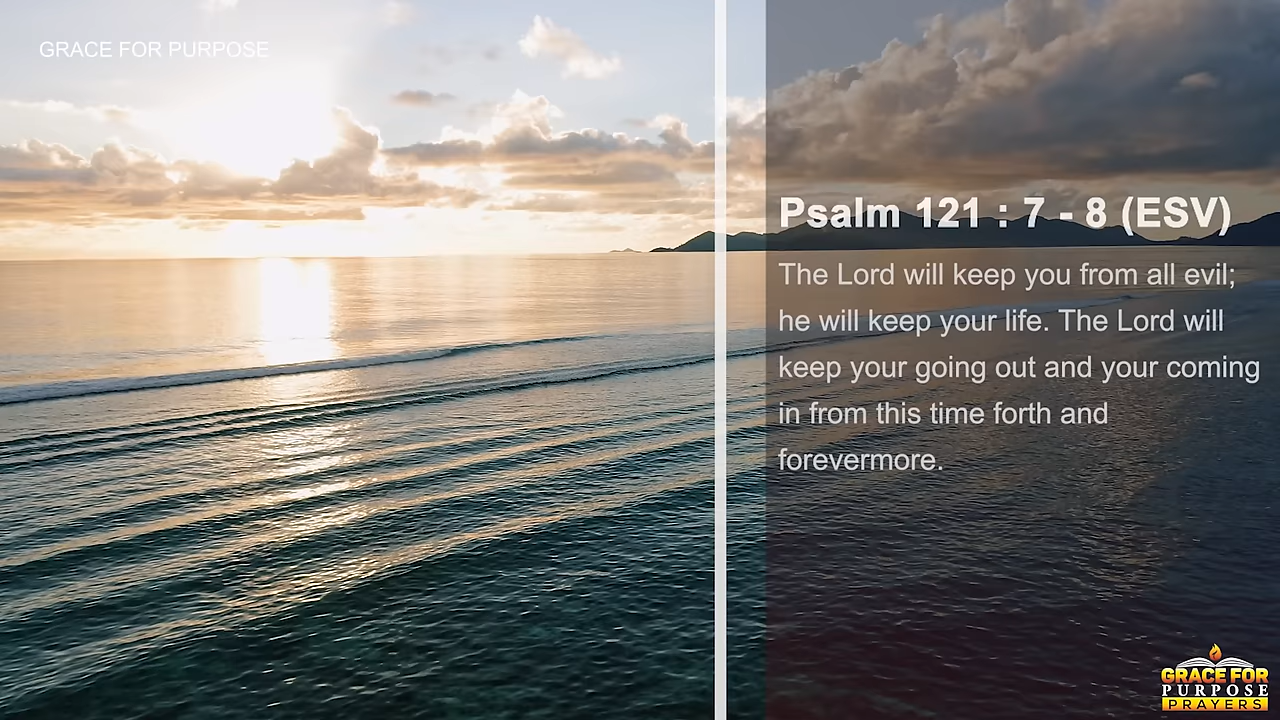 GRACE FOR PURPOSE
Psalm 121 : 7 - 8 (ESV)
The Lord will keep you from all evil;
he will keep your life. The Lord will
keep your going out and your coming
in from this time forth and
forevermore.
GRACE FOR
PURPOSE
PRAYERS